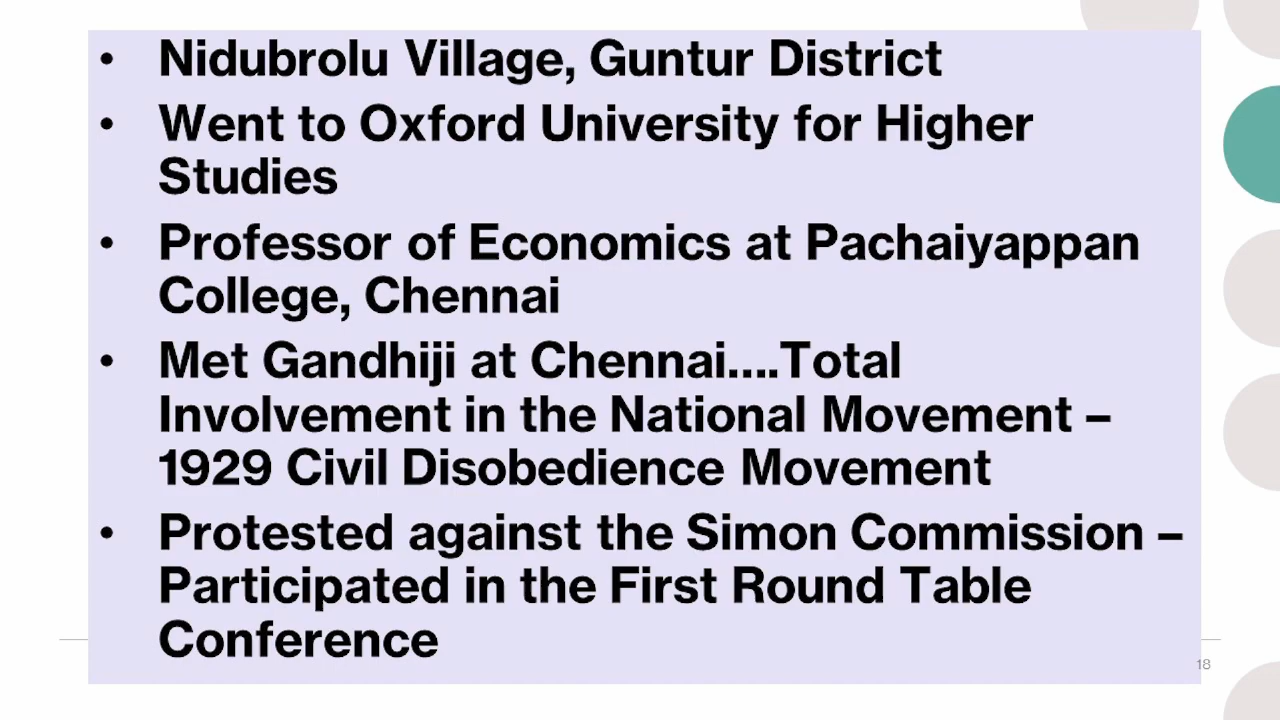 • Nidubrolu Village, Guntur District
• Went to Oxford University for Higher
Studies
• Professor of Economics at Pachaiyappan
College, Chennai
• Met Gandhiji at Chennai....Total
Involvement in the National Movement –
1929 Civil Disobedience Movement
• Protested against the Simon Commission –
Participated in the First Round Table
Conference
18